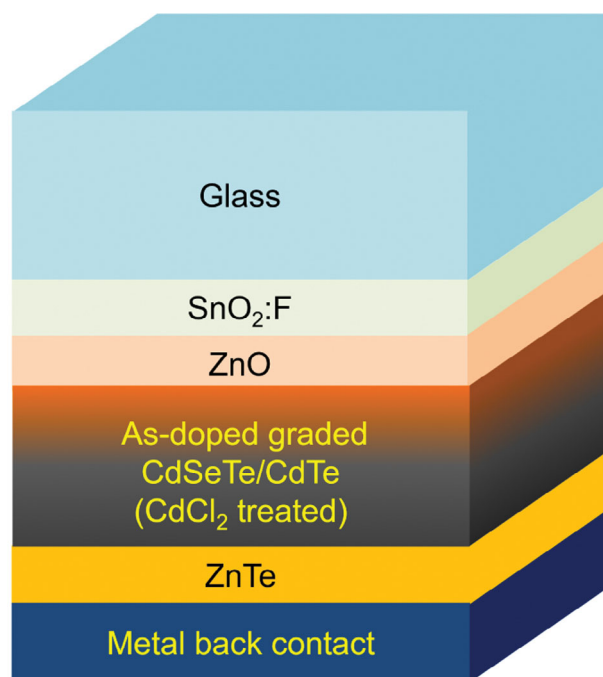 Glass
SnO₂:F
ZnO
As-doped graded
CdSeTe/CdTe
(CdCl₂ treated)
ZnTe
Metal back contact